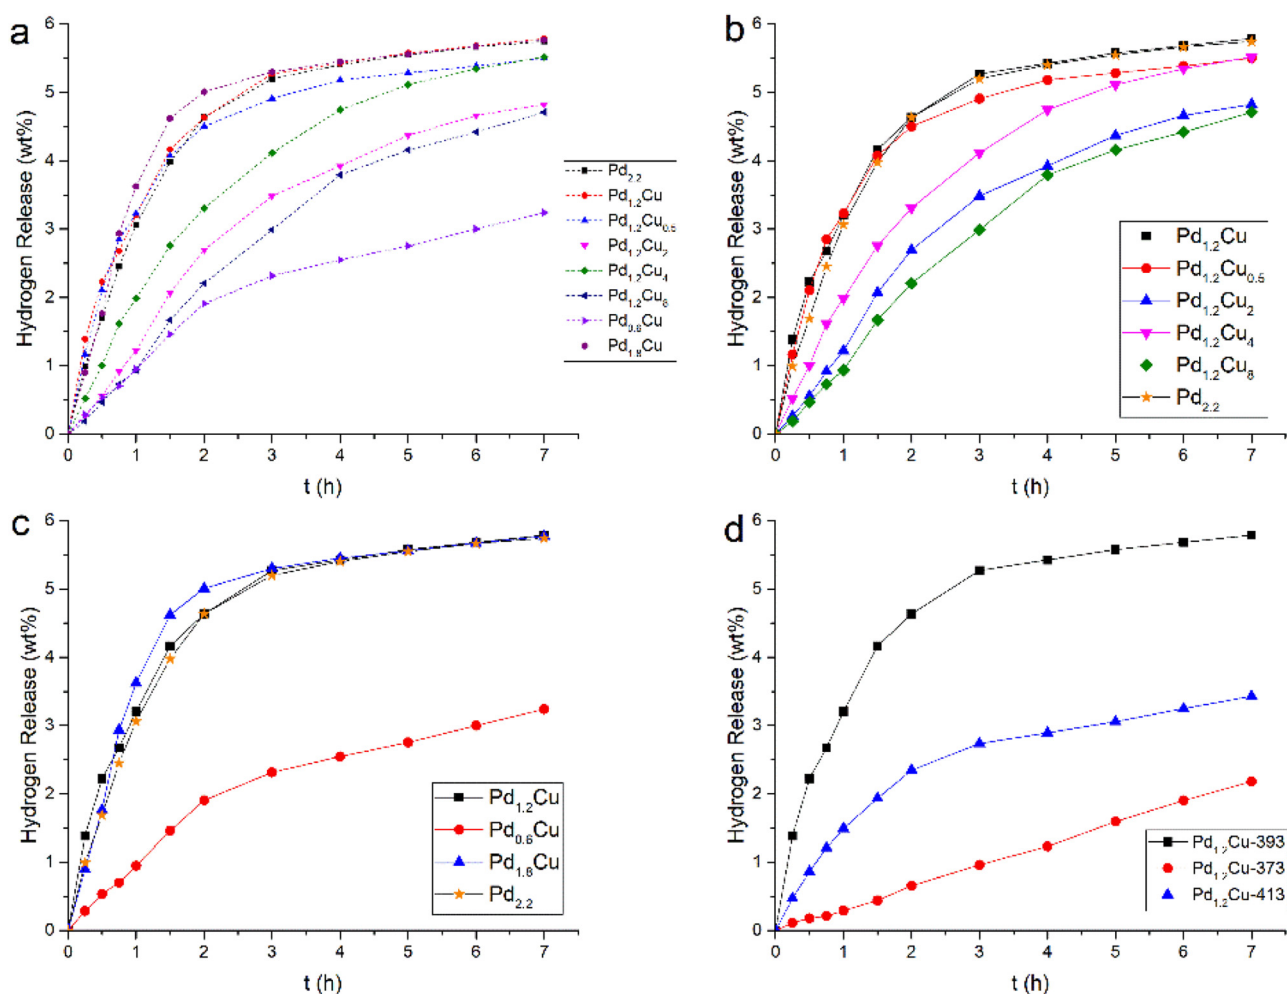 a
Hydrogen Release (wt%)
6
5
4
3
2
1
0
0 1 2 3 4 5 6 7
t (h)
Pd2.2
Pd1.2Cu
Pd1.2Cu0.5
Pd1.2Cu2
Pd1.2Cu4
Pd1.2Cu8
Pd0.6Cu
Pd1.8Cu
b
Hydrogen Release (wt%)
6
5
4
3
2
1
0
0 1 2 3 4 5 6 7
t (h)
Pd1.2Cu
Pd1.2Cu0.5
Pd1.2Cu2
Pd1.2Cu4
Pd1.2Cu8
Pd2.2
c
Hydrogen Release (wt%)
6
5
4
3
2
1
0
0 1 2 3 4 5 6 7
t (h)
Pd1.2Cu
Pd0.6Cu
Pd1.8Cu
Pd2.2
d
Hydrogen Release (wt%)
6
5
4
3
2
1
0
0 1 2 3 4 5 6 7
t (h)
Pd1.2Cu-393
Pd1.2Cu-373
Pd1.2Cu-413